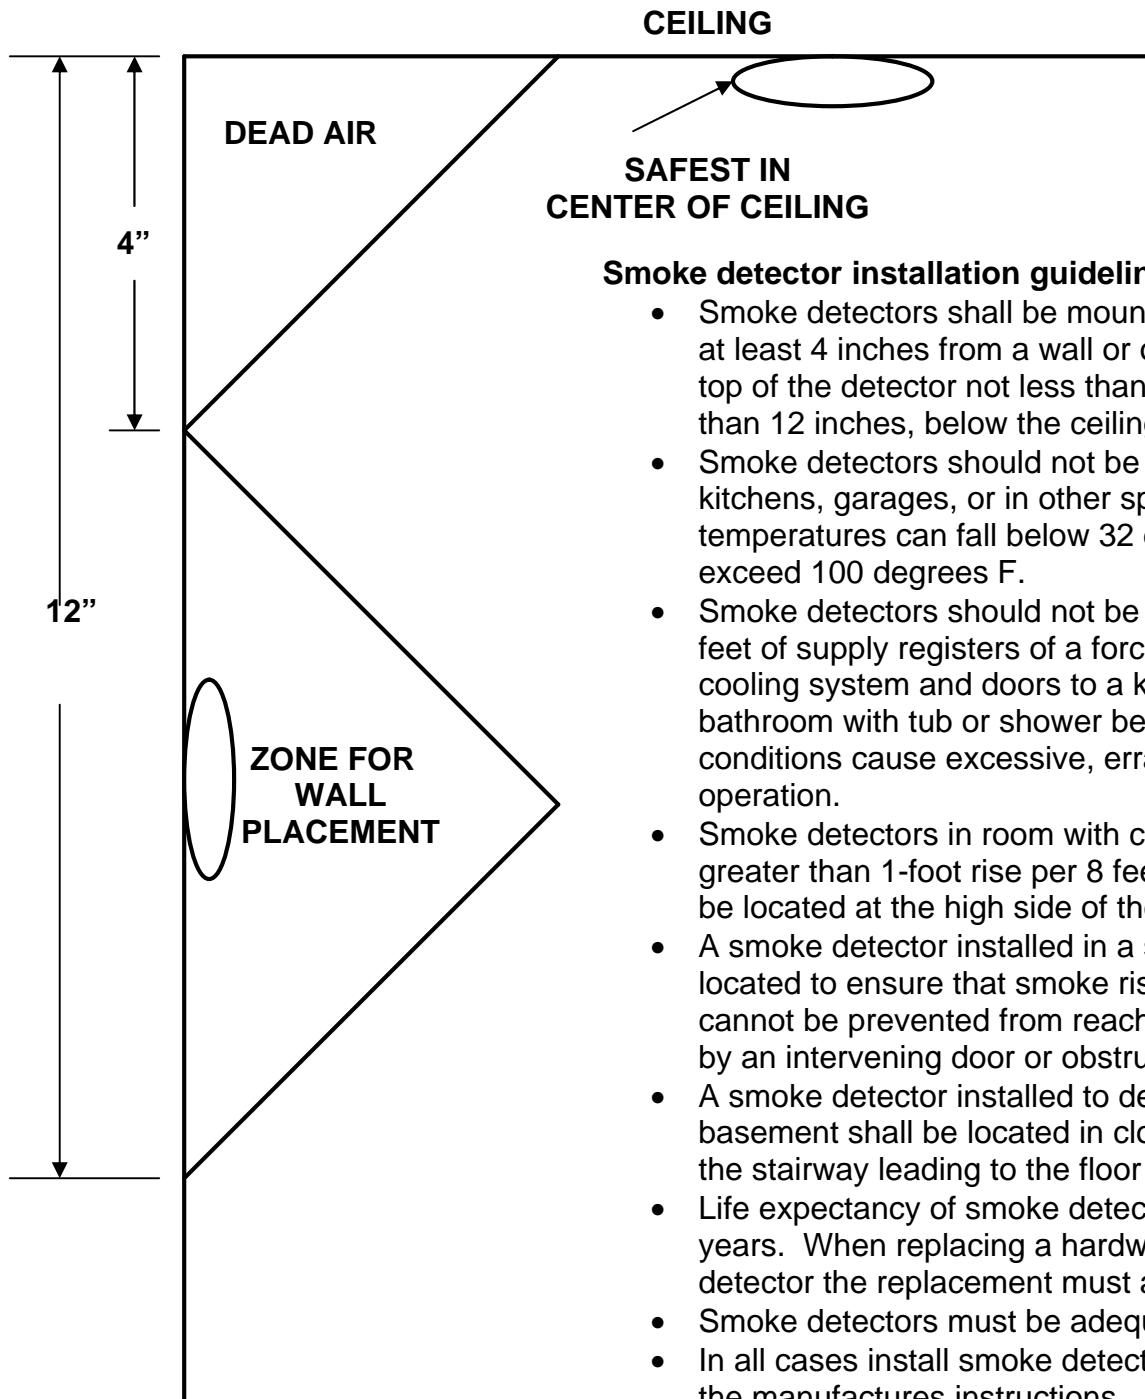 CEILING
DEAD AIR
SAFEST IN
CENTER OF CEILING
4”
12”
ZONE FOR
WALL
PLACEMENT
Smoke detector installation guidelin
• Smoke detectors shall be moun
at least 4 inches from a wall or
top of the detector not less than
than 12 inches, below the ceilin
• Smoke detectors should not be
kitchens, garages, or in other sp
temperatures can fall below 32
exceed 100 degrees F.
• Smoke detectors should not be
feet of supply registers of a forc
cooling system and doors to a k
bathroom with tub or shower be
conditions cause excessive, erra
operation.
• Smoke detectors in room with c
greater than 1-foot rise per 8 fee
be located at the high side of the
• A smoke detector installed in a s
located to ensure that smoke ris
cannot be prevented from reach
by an intervening door or obstru
• A smoke detector installed to de
basement shall be located in clo
the stairway leading to the floor
• Life expectancy of smoke detec
years. When replacing a hardw
detector the replacement must a
• Smoke detectors must be adequ
• In all cases install smoke detect
the manufactures instructions